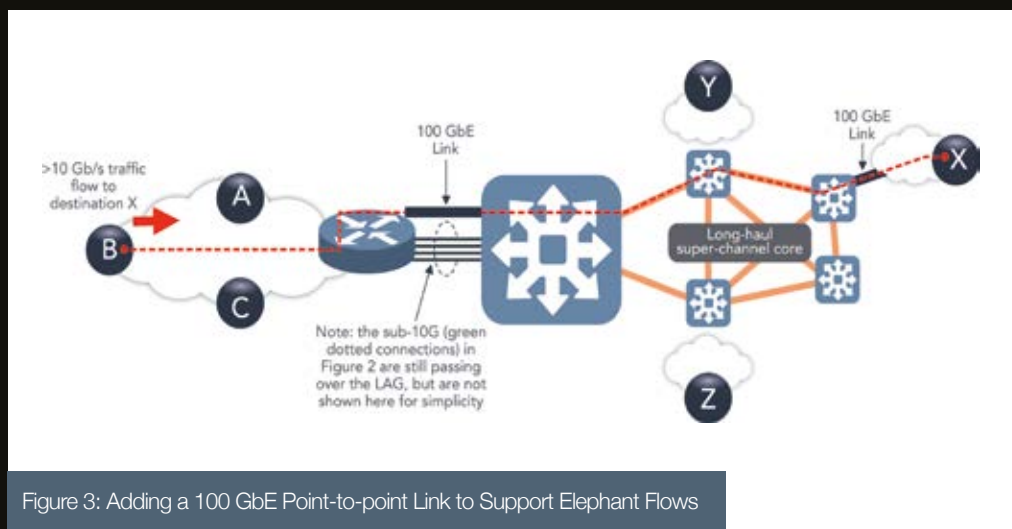 Y
100 GbE
Link
100 GbE
Link
X
>10 Gb/s traffic
flow to
destination X
A
B
C
Long-haul
super-channel core
Note: the sub-10G (green
dotted connections) in
Figure 2 are still passing
over the LAG, but are not
shown here for simplicity
Z
Figure 3: Adding a 100 GbE Point-to-point Link to Support Elephant Flows